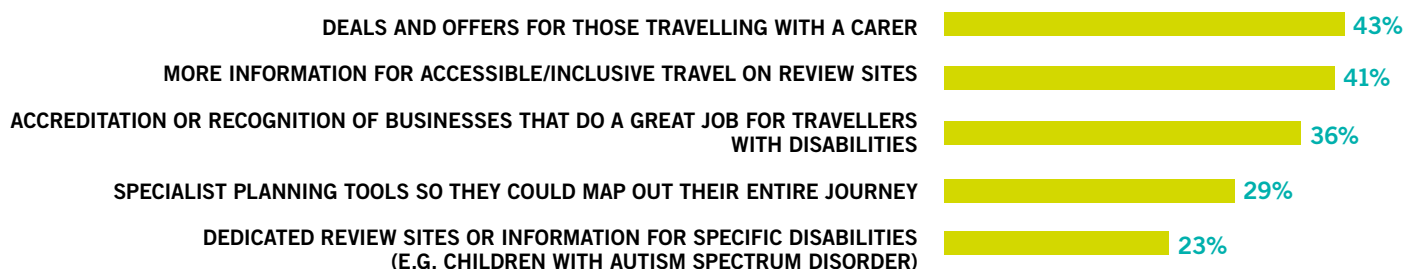 DEALS AND OFFERS FOR THOSE TRAVELLING WITH A CARER
43%
MORE INFORMATION FOR ACCESSIBLE/INCLUSIVE TRAVEL ON REVIEW SITES
41%
ACCREDITATION OR RECOGNITION OF BUSINESSES THAT DO A GREAT JOB FOR TRAVELLERS
WITH DISABILITIES
36%
SPECIALIST PLANNING TOOLS SO THEY COULD MAP OUT THEIR ENTIRE JOURNEY
29%
DEDICATED REVIEW SITES OR INFORMATION FOR SPECIFIC DISABILITIES
(E.G. CHILDREN WITH AUTISM SPECTRUM DISORDER)
23%